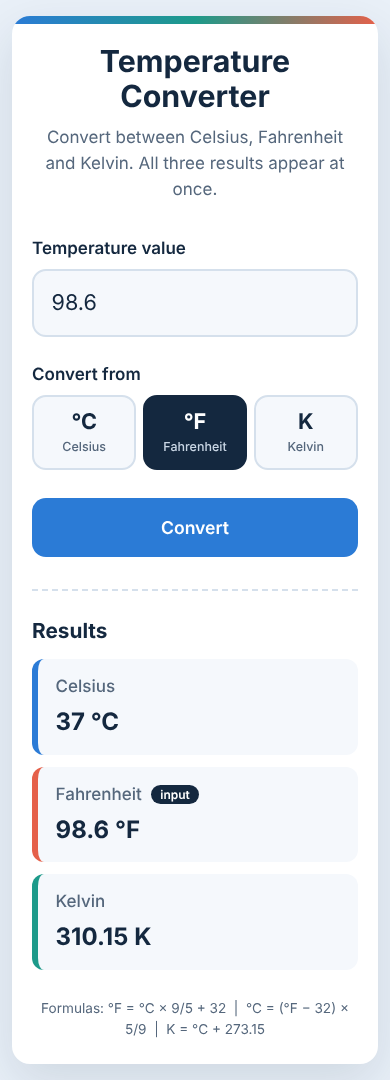 Temperature
Converter
Convert between Celsius, Fahrenheit
and Kelvin. All three results appear at
once.
Temperature value
98.6
Convert from
°C
Celsius
°F
Fahrenheit
K
Kelvin
Convert
Results
Celsius
37 °C
Fahrenheit input
98.6 °F
Kelvin
310.15 K
Formulas: °F = °C × 9/5 + 32 | °C = (°F − 32) ×
5/9 | K = °C + 273.15